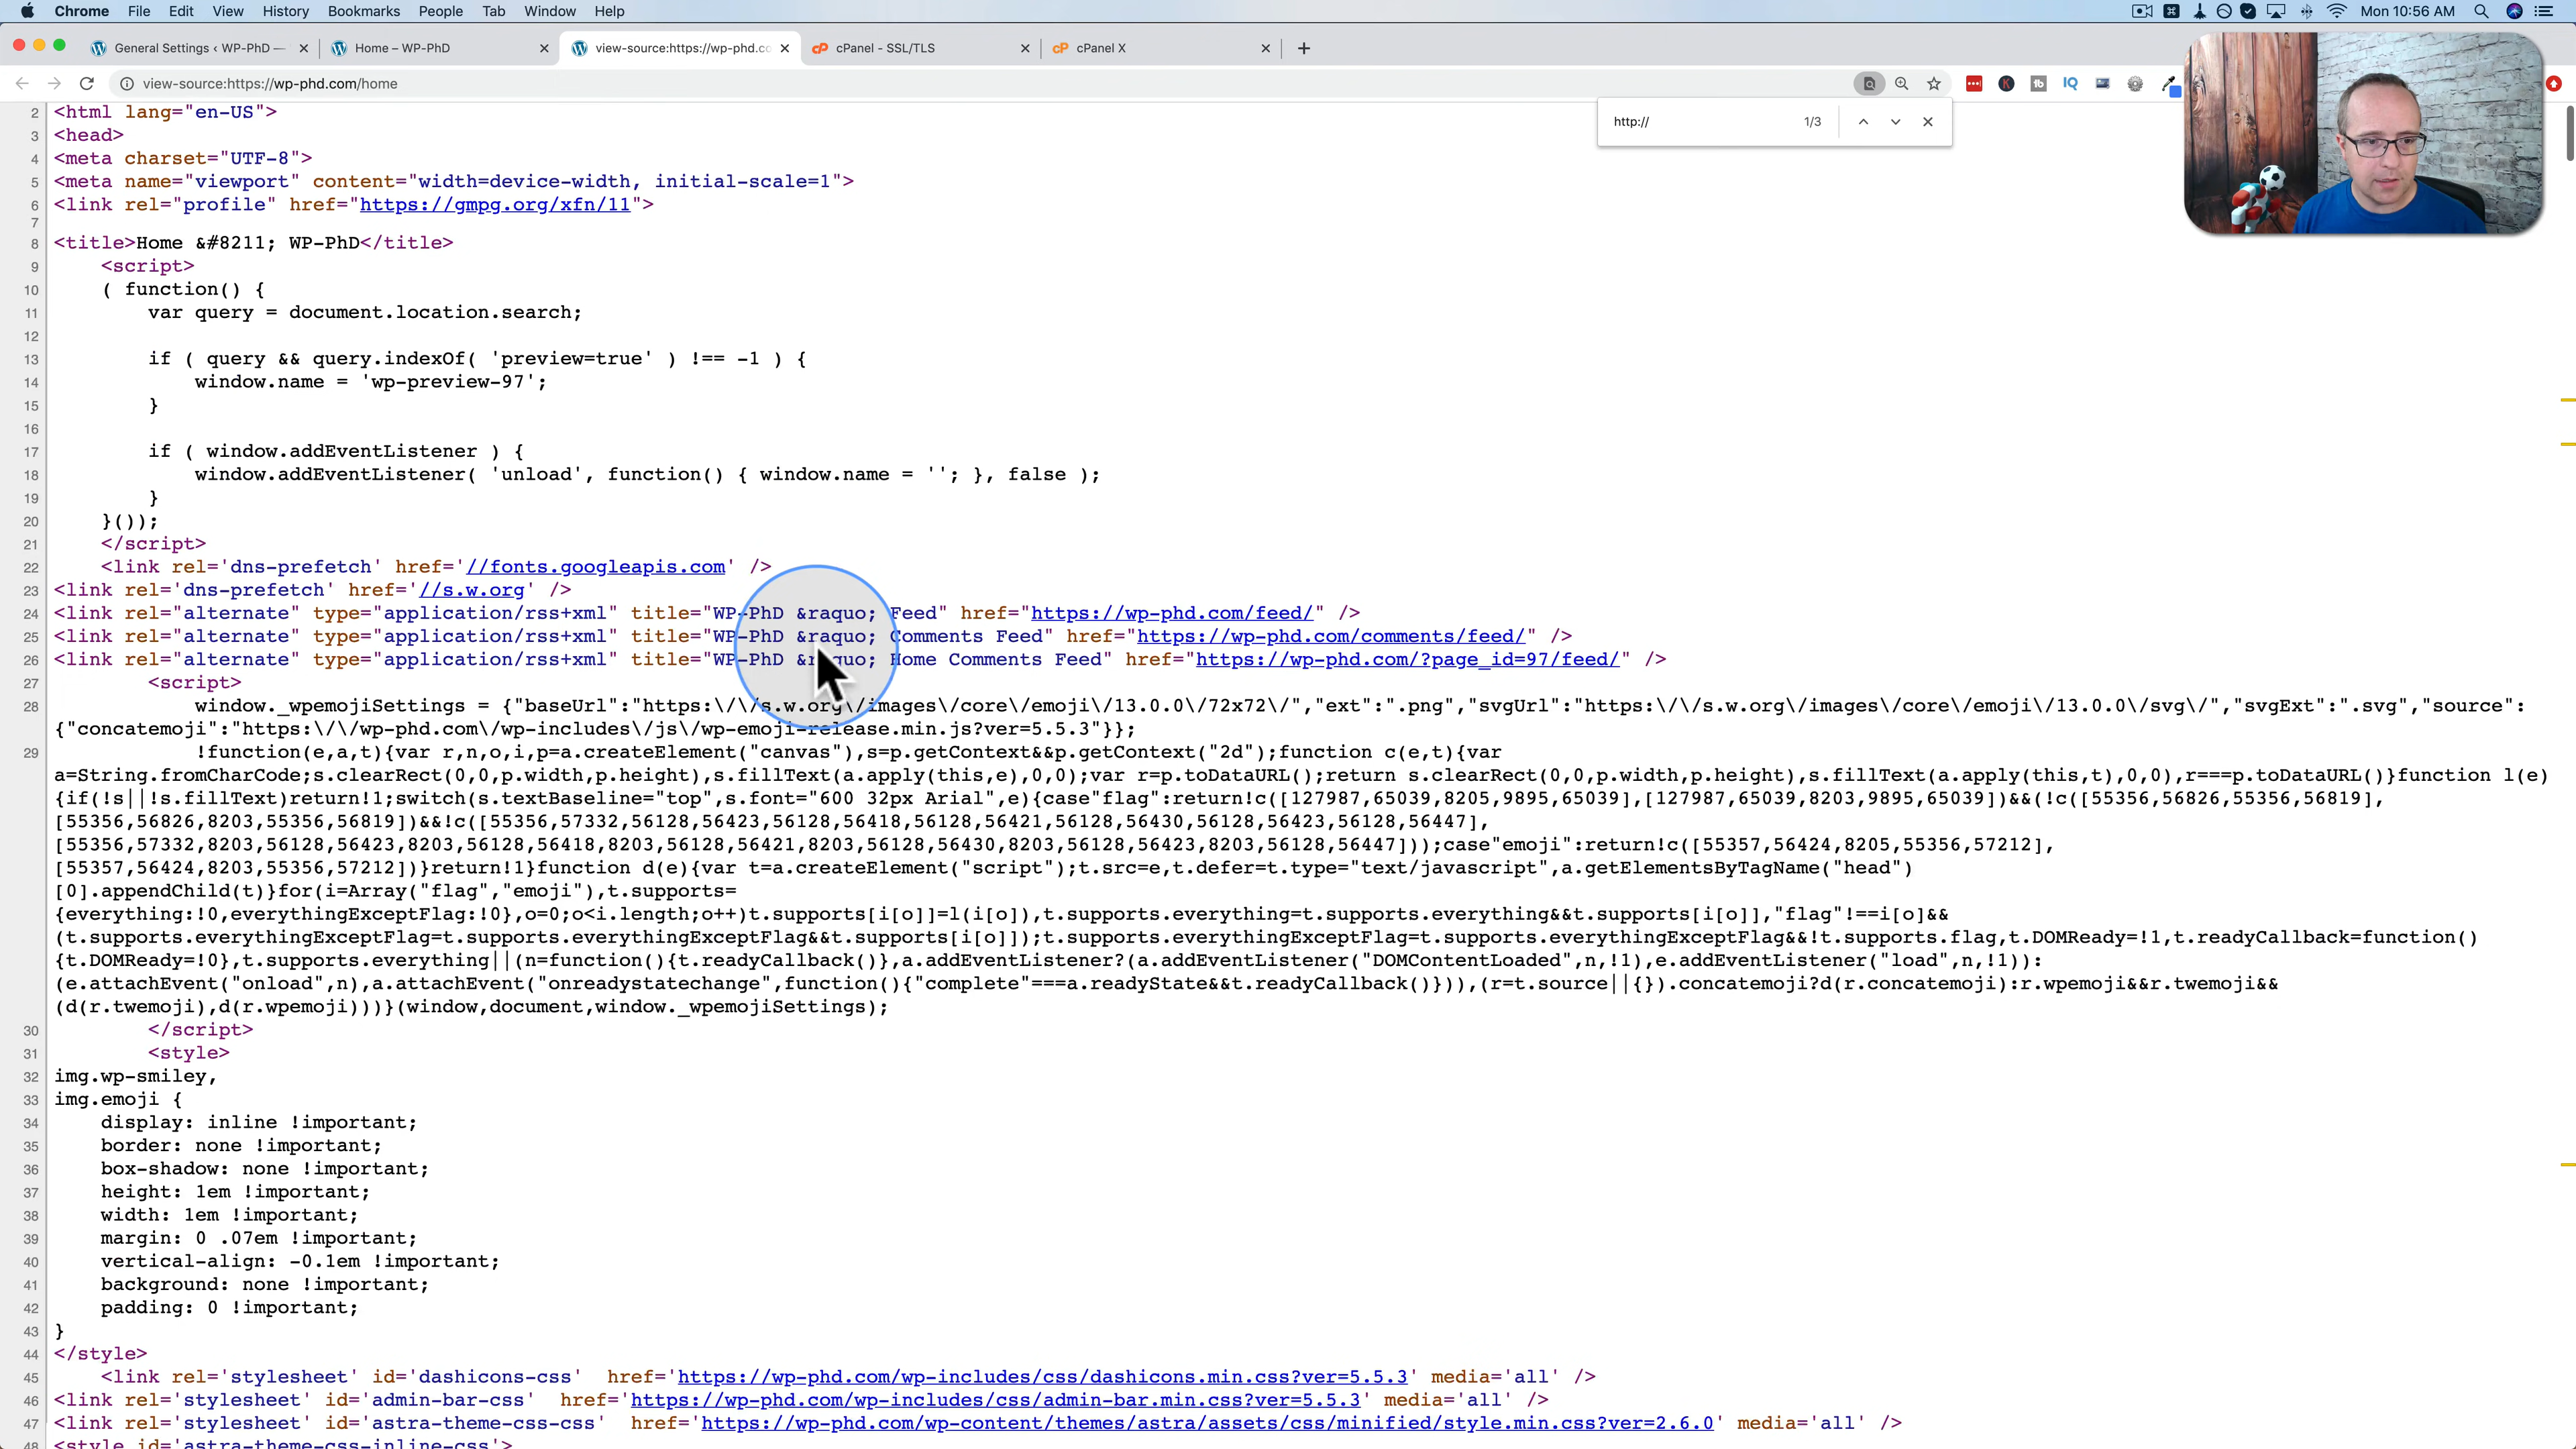 Chrome File Edit View History Bookmarks People Tab Window Help Mon 10:56 AM
General Settings ‹ WP-PhD — Home – WP-PhD view-source:https://wp-phd.co cPanel - SSL/TLS cPanel X
view-source:https://wp-phd.com/home
http:// 1/3
2 <html lang="en-US">
3 <head>
4 <meta charset="UTF-8">
5 <meta name="viewport" content="width=device-width, initial-scale=1">
6 <link rel="profile" href="https://gmpg.org/xfn/11">
7
8 <title>Home &#8211; WP-PhD</title>
9 <script>
10 ( function() {
11 var query = document.location.search;
12
13 if ( query && query.indexOf( 'preview=true' ) !== -1 ) {
14 window.name = 'wp-preview-97';
15 }
16
17 if ( window.addEventListener ) {
18 window.addEventListener( 'unload', function() { window.name = ''; }, false );
19 }
20 }());
21 </script>
22 <link rel='dns-prefetch' href='//fonts.googleapis.com' />
23 <link rel='dns-prefetch' href='//s.w.org' />
24 <link rel="alternate" type="application/rss+xml" title="WP-PhD &raquo; Feed" href="https://wp-phd.com/feed/" />
25 <link rel="alternate" type="application/rss+xml" title="WP-PhD &raquo; Comments Feed" href="https://wp-phd.com/comments/feed/" />
26 <link rel="alternate" type="application/rss+xml" title="WP-PhD &raquo; Home Comments Feed" href="https://wp-phd.com/?page_id=97/feed/" />
27 <script>
28 window._wpemojiSettings = {"baseUrl":"https:\/\/s.w.org\/images\/core\/emoji\/13.0.0\/72x72\/","ext":".png","svgUrl":"https:\/\/s.w.org\/images\/core\/emoji\/13.0.0\/svg\/","svgExt":".svg","source":
{"concatemoji":"https:\/\/wp-phd.com\/wp-includes\/js\/wp-emoji-release.min.js?ver=5.5.3"}};
29 !function(e,a,t){var r,n,o,i,p=a.createElement("canvas"),s=p.getContext&&p.getContext("2d");function c(e,t){var
a=String.fromCharCode;s.clearRect(0,0,p.width,p.height),s.fillText(a.apply(this,e),0,0);var r=p.toDataURL();return s.clearRect(0,0,p.width,p.height),s.fillText(a.apply(this,t),0,0),r===p.toDataURL()}function l(e)
{if(!s||!s.fillText)return!1;switch(s.textBaseline="top",s.font="600 32px Arial",e){case"flag":return!c([127987,65039,8205,9895,65039],[127987,65039,8203,9895,65039])&&(!c([55356,56826,55356,56819],
[55356,56826,8203,55356,56819])&&!c([55356,57332,56128,56423,56128,56418,56128,56421,56128,56430,56128,56423,56128,56447],
[55356,57332,8203,56128,56423,8203,56128,56418,8203,56128,56421,8203,56128,56430,8203,56128,56423,8203,56128,56447]));case"emoji":return!c([55357,56424,8205,55356,57212],
[55357,56424,8203,55356,57212])}return!1}function d(e){var t=a.createElement("script");t.src=e,t.defer=t.type="text/javascript",a.getElementsByTagName("head")
[0].appendChild(t)}for(i=Array("flag","emoji"),t.supports=
{everything:!0,everythingExceptFlag:!0},o=0;o<i.length;o++)t.supports[i[o]]=l(i[o]),t.supports.everything=t.supports.everything&&t.supports[i[o]],"flag"!==i[o]&&
(t.supports.everythingExceptFlag=t.supports.everythingExceptFlag&&t.supports[i[o]]);t.supports.everythingExceptFlag=t.supports.everythingExceptFlag&&!t.supports.flag,t.DOMReady=!1,t.readyCallback=function()
{t.DOMReady=!0},t.supports.everything||(n=function(){t.readyCallback()},a.addEventListener?(a.addEventListener("DOMContentLoaded",n,!1),e.addEventListener("load",n,!1)):
(e.attachEvent("onload",n),a.attachEvent("onreadystatechange",function(){"complete"===a.readyState&&t.readyCallback()})),(r=t.source||{}).concatemoji?d(r.concatemoji):r.wpemoji&&r.twemoji&&
(d(r.twemoji),d(r.wpemoji)))}(window,document,window._wpemojiSettings);
30 </script>
31 <style>
32 img.wp-smiley,
33 img.emoji {
34 display: inline !important;
35 border: none !important;
36 box-shadow: none !important;
37 height: 1em !important;
38 width: 1em !important;
39 margin: 0 .07em !important;
40 vertical-align: -0.1em !important;
41 background: none !important;
42 padding: 0 !important;
43 }
44 </style>
45 <link rel='stylesheet' id='dashicons-css' href='https://wp-phd.com/wp-includes/css/dashicons.min.css?ver=5.5.3' media='all' />
46 <link rel='stylesheet' id='admin-bar-css' href='https://wp-phd.com/wp-includes/css/admin-bar.min.css?ver=5.5.3' media='all' />
47 <link rel='stylesheet' id='astra-theme-css-css' href='https://wp-phd.com/wp-content/themes/astra/assets/css/minified/style.min.css?ver=2.6.0' media='all' />
48 <style id='astra-theme-css-inline-css'>